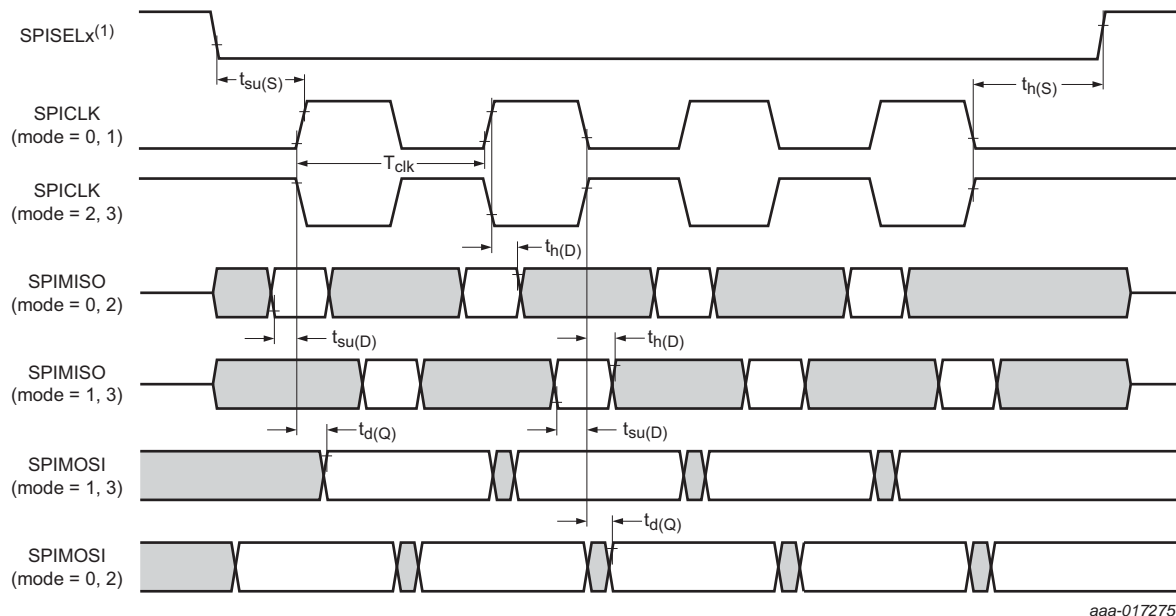 SPISELx(1)
tsu(S)
th(S)
SPICLK
(mode = 0, 1)
Tclk
SPICLK
(mode = 2, 3)
th(D)
SPIMISO
(mode = 0, 2)
tsu(D)
th(D)
SPIMISO
(mode = 1, 3)
td(Q)
tsu(D)
SPIMOSI
(mode = 1, 3)
td(Q)
SPIMOSI
(mode = 0, 2)
aaa-017275